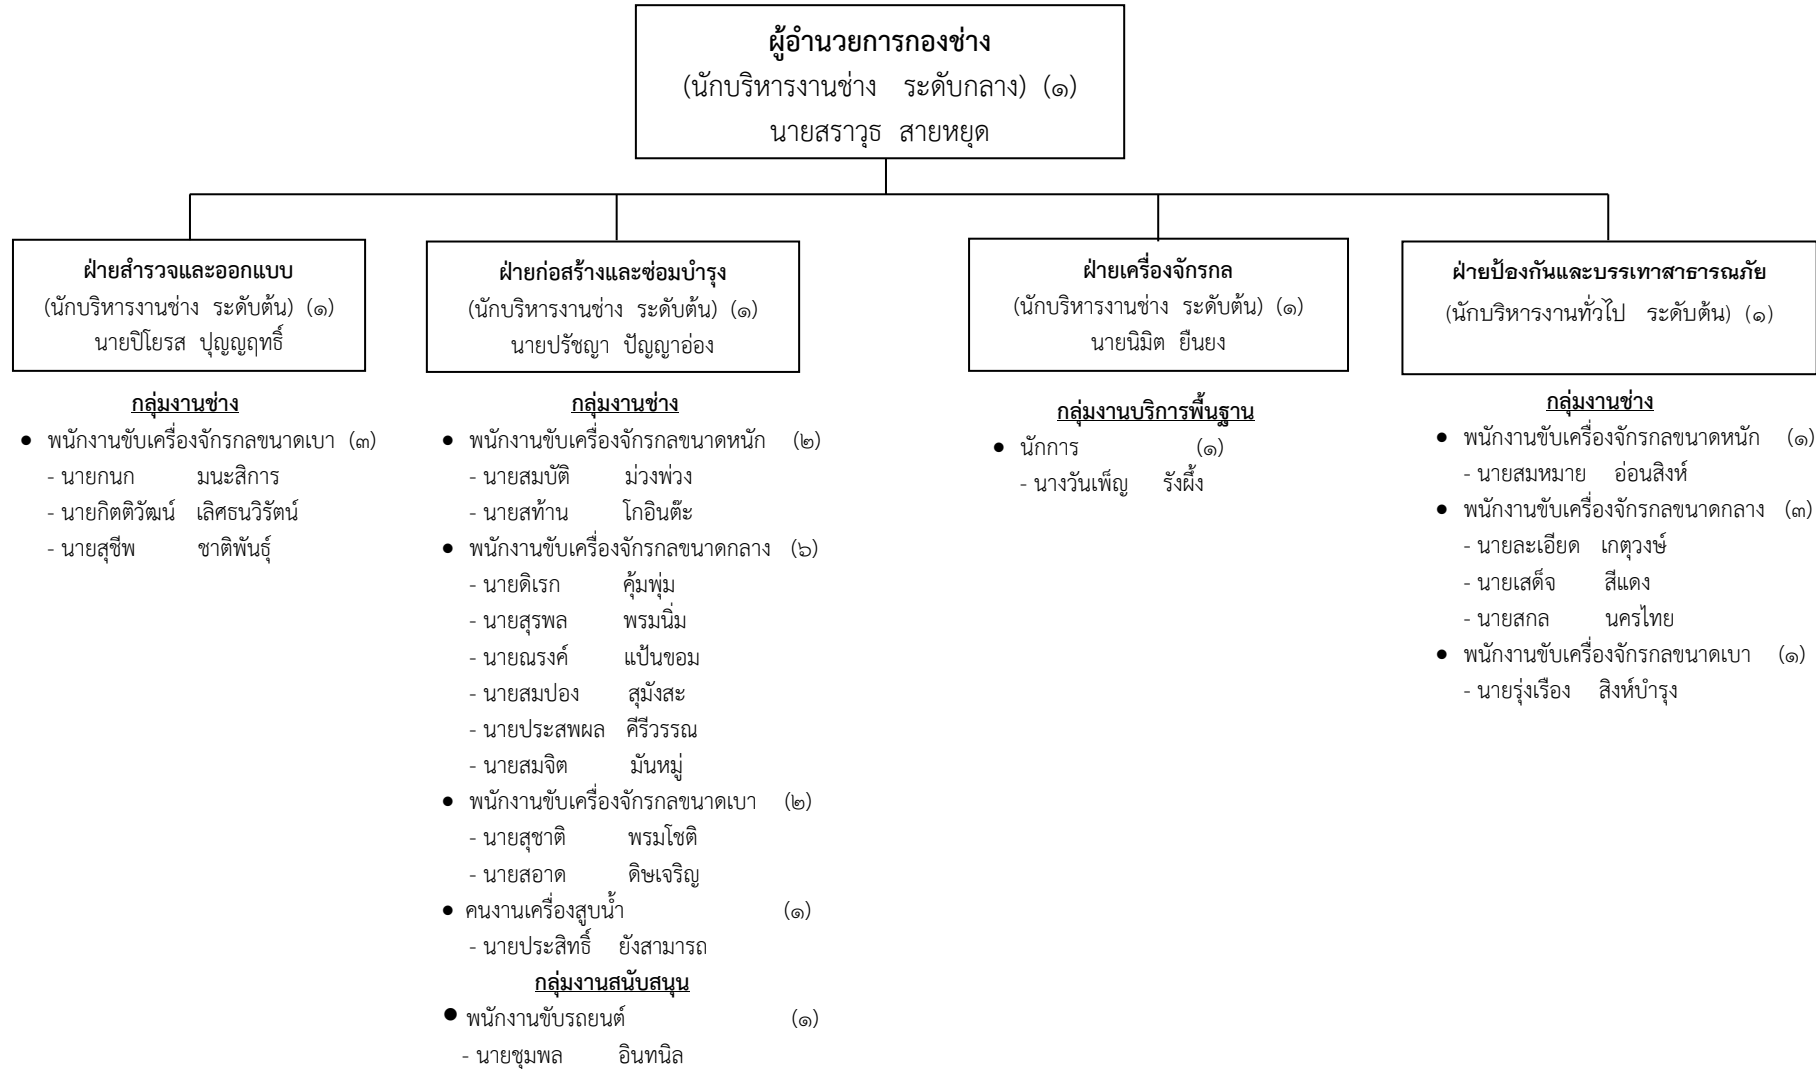 ผู้อำนวยการกองช่าง
(นักบริหารงานช่าง ระดับกลาง) (๑)
นายสราวุธ สายหยุด
ฝ่ายสำรวจและออกแบบ
(นักบริหารงานช่าง ระดับต้น) (๑)
นายปิโยรส ปุญญฤทธิ์
กลุ่มงานช่าง
● พนักงานขับเครื่องจักรกลขนาดเบา (๓)
- นายกนก มนะสิการ
- นายกิตติวัฒน์ เลิศธนวิรัตน์
- นายสุชีพ ชาติพันธุ์
ฝ่ายก่อสร้างและซ่อมบำรุง
(นักบริหารงานช่าง ระดับต้น) (๑)
นายปรัชญา ปัญญาอ่อง
กลุ่มงานช่าง
● พนักงานขับเครื่องจักรกลขนาดหนัก (๒)
- นายสมบัติ ม่วงพ่วง
- นายสท้าน โกอินต๊ะ
● พนักงานขับเครื่องจักรกลขนาดกลาง (๖)
- นายดิเรก คุ้มพุ่ม
- นายสุรพล พรมนิ่ม
- นายณรงค์ แป้นขอม
- นายสมปอง สุมังสะ
- นายประสพผล คีรีวรรณ
- นายสมจิต มันหมู่
● พนักงานขับเครื่องจักรกลขนาดเบา (๒)
- นายสุชาติ พรมโชติ
- นายสอาด ดิษเจริญ
● คนงานเครื่องสูบน้ำ (๑)
- นายประสิทธิ์ ยังสามารถ
กลุ่มงานสนับสนุน
● พนักงานขับรถยนต์ (๑)
- นายชุมพล อินทนิล
ฝ่ายเครื่องจักรกล
(นักบริหารงานช่าง ระดับต้น) (๑)
นายนิมิต ยืนยง
กลุ่มงานบริการพื้นฐาน
● นักการ (๑)
- นางวันเพ็ญ รังผึ้ง
ฝ่ายป้องกันและบรรเทาสาธารณภัย
(นักบริหารงานทั่วไป ระดับต้น) (๑)
กลุ่มงานช่าง
● พนักงานขับเครื่องจักรกลขนาดหนัก (๑)
- นายสมหมาย อ่อนสิงห์
● พนักงานขับเครื่องจักรกลขนาดกลาง (๓)
- นายละเอียด เกตุวงษ์
- นายเสด็จ สีแดง
- นายสกล นครไทย
● พนักงานขับเครื่องจักรกลขนาดเบา (๑)
- นายรุ่งเรือง สิงห์บำรุง